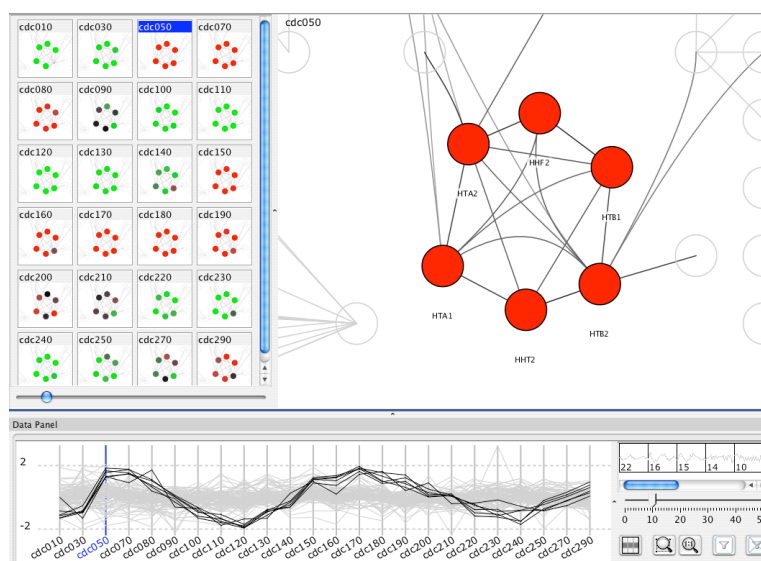 cdc010 cdc030 cdc050 cdc070
cdc080 cdc090 cdc100 cdc110
cdc120 cdc130 cdc140 cdc150
cdc160 cdc170 cdc180 cdc190
cdc200 cdc210 cdc220 cdc230
cdc240 cdc250 cdc270 cdc290
cdc050
HHF2
HTA2
HTB1
HTA1
HTB2
HHT2
Data Panel
2
-2
cdc010 cdc030 cdc050 cdc070 cdc080 cdc090 cdc100 cdc110 cdc120 cdc130 cdc140 cdc150 cdc160 cdc170 cdc180 cdc190 cdc200 cdc210 cdc220 cdc230 cdc240 cdc250 cdc270 cdc290
22 16 15 14 10
0 10 20 30 40